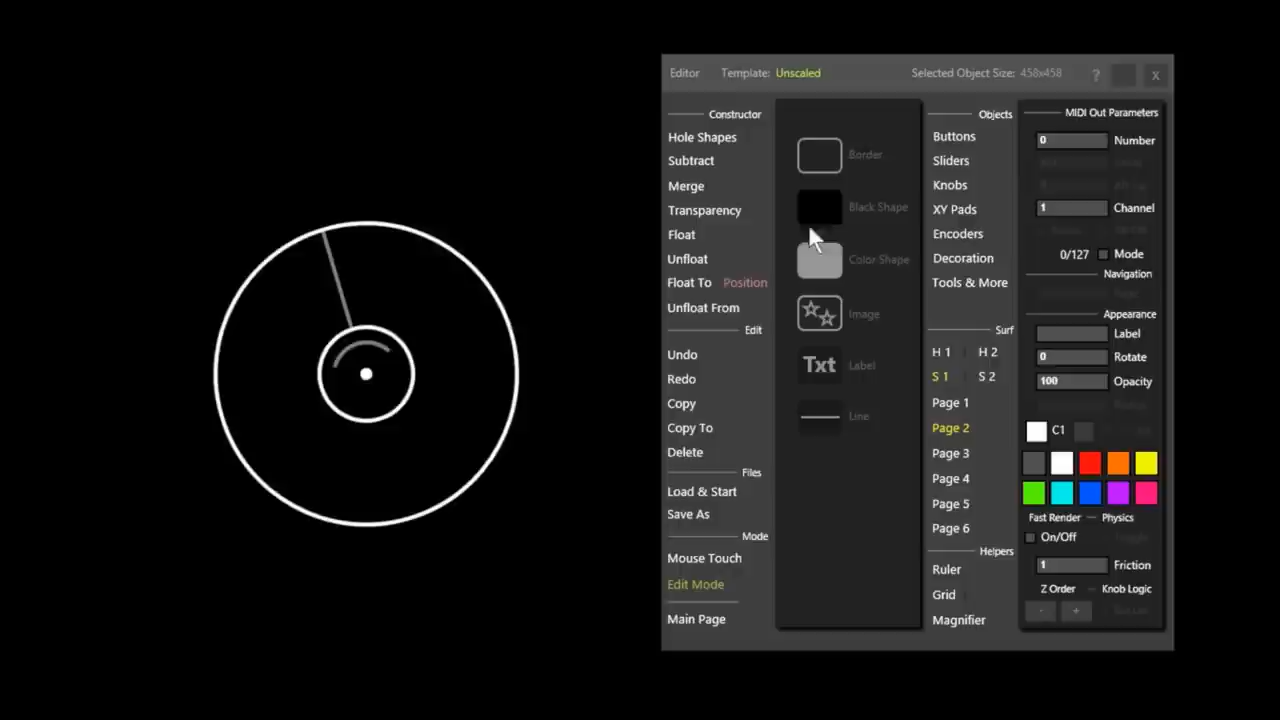 Editor Template: Unscaled Selected Object Size: 458x458 ? X
Constructor
Hole Shapes
Subtract
Merge
Transparency
Float
Unfloat
Float To Position
Unfloat From
Edit
Undo
Redo
Copy
Copy To
Delete
Files
Load & Start
Save As
Mode
Mouse Touch
Edit Mode
Main Page
Border
Black Shape
Color Shape
Image
Txt Label
Line
Objects
Buttons
Sliders
Knobs
XY Pads
Encoders
Decoration
Tools & More
Surf
H 1 H 2
S 1 S 2
Page 1
Page 2
Page 3
Page 4
Page 5
Page 6
Helpers
Ruler
Grid
Magnifier
MIDI Out Parameters
0 Number
1 Channel
0/127 Mode
Navigation
Appearance
Label
0 Rotate
100 Opacity
C1
Fast Render – Physics
On/Off
1 Friction
Z Order – Knob Logic
- +